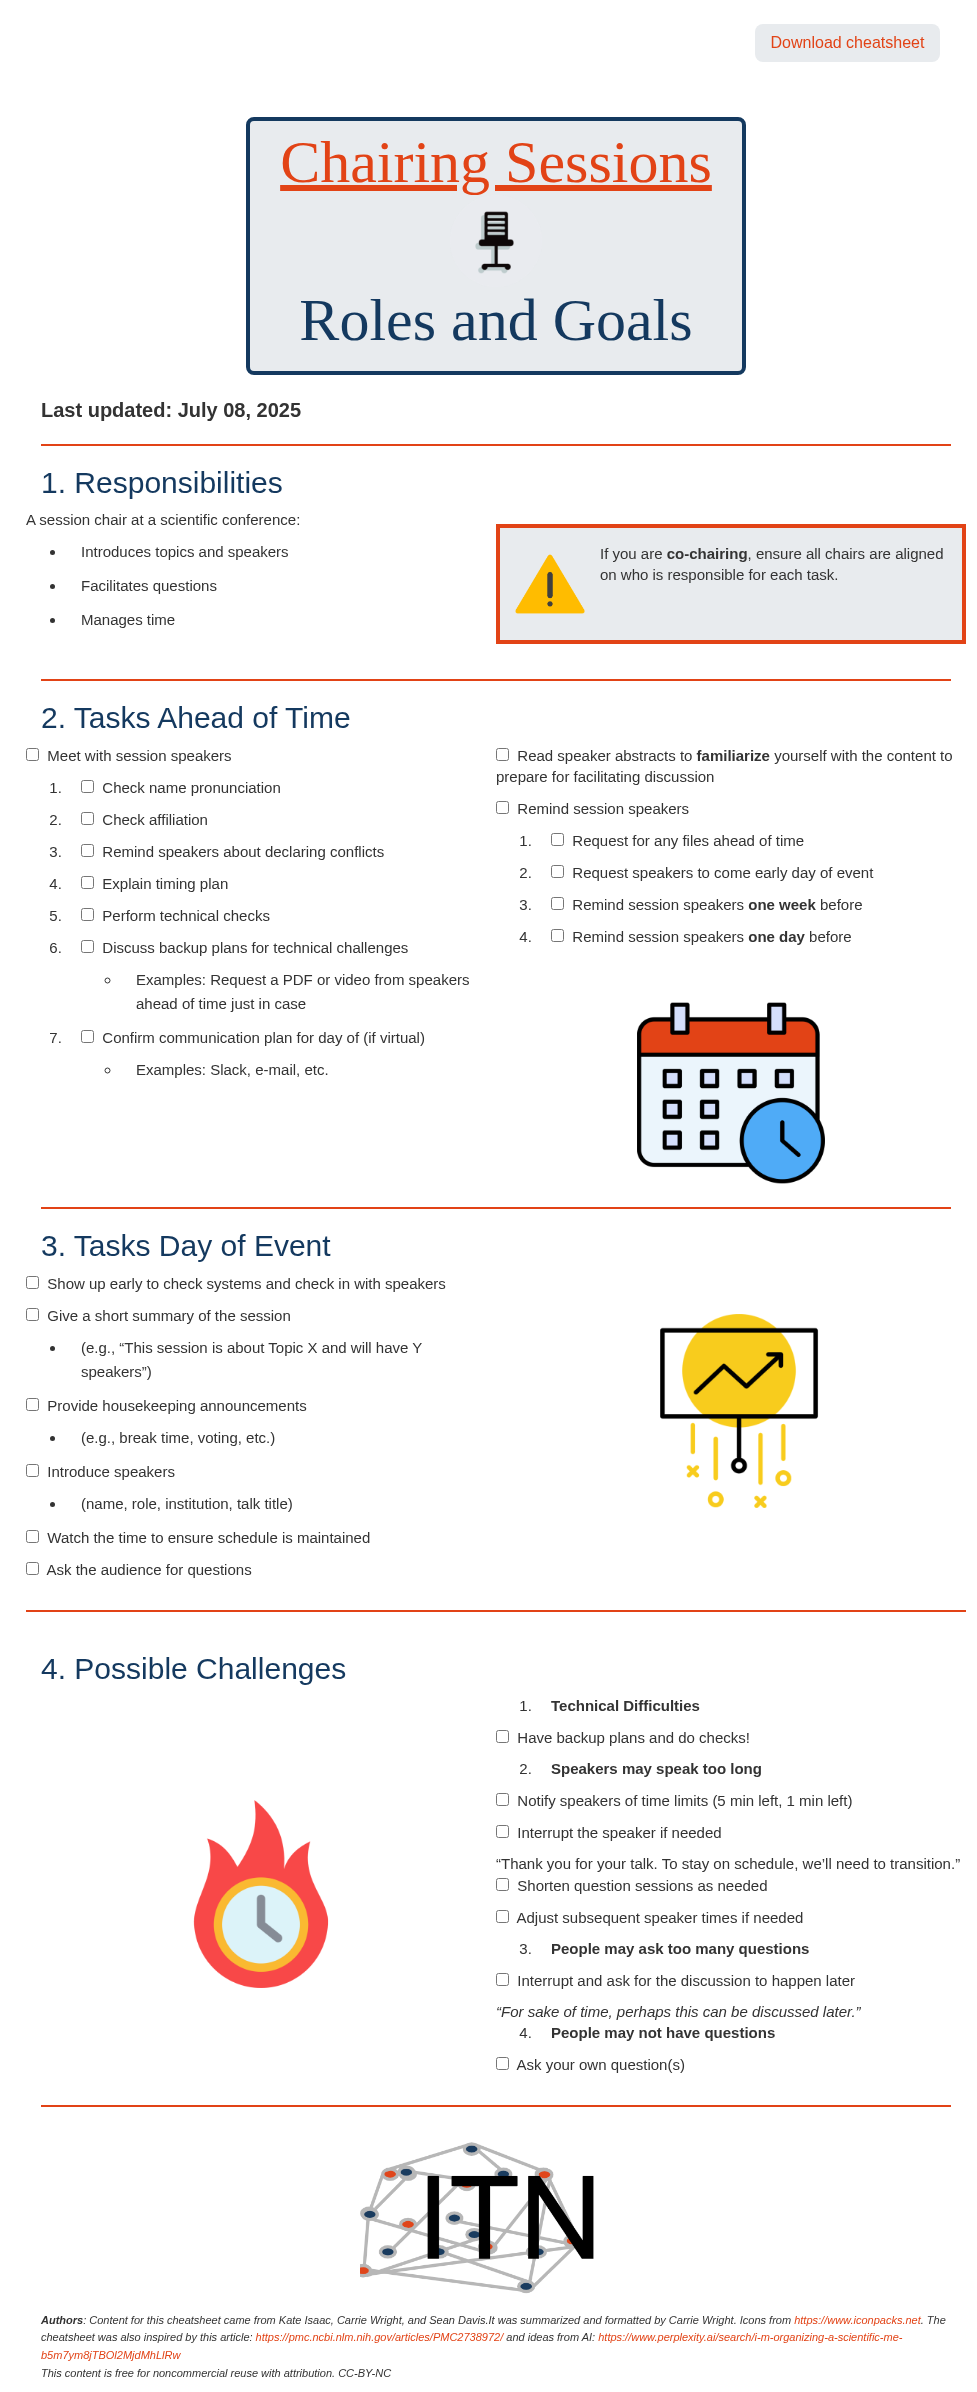 Download cheatsheet
Chairing Sessions
Roles and Goals
Last updated: July 08, 2025
1. Responsibilities
A session chair at a scientific conference:
Introduces topics and speakers
Facilitates questions
Manages time
If you are co-chairing, ensure all chairs are aligned
on who is responsible for each task.
2. Tasks Ahead of Time
Meet with session speakers
1. Check name pronunciation
2. Check affiliation
3. Remind speakers about declaring conflicts
4. Explain timing plan
5. Perform technical checks
6. Discuss backup plans for technical challenges
Examples: Request a PDF or video from speakers
ahead of time just in case
7. Confirm communication plan for day of (if virtual)
Examples: Slack, e-mail, etc.
Read speaker abstracts to familiarize yourself with the content to
prepare for facilitating discussion
Remind session speakers
1. Request for any files ahead of time
2. Request speakers to come early day of event
3. Remind session speakers one week before
4. Remind session speakers one day before
3. Tasks Day of Event
Show up early to check systems and check in with speakers
Give a short summary of the session
(e.g., “This session is about Topic X and will have Y
speakers”)
Provide housekeeping announcements
(e.g., break time, voting, etc.)
Introduce speakers
(name, role, institution, talk title)
Watch the time to ensure schedule is maintained
Ask the audience for questions
4. Possible Challenges
1. Technical Difficulties
Have backup plans and do checks!
2. Speakers may speak too long
Notify speakers of time limits (5 min left, 1 min left)
Interrupt the speaker if needed
“Thank you for your talk. To stay on schedule, we’ll need to transition.”
Shorten question sessions as needed
Adjust subsequent speaker times if needed
3. People may ask too many questions
Interrupt and ask for the discussion to happen later
“For sake of time, perhaps this can be discussed later.”
4. People may not have questions
Ask your own question(s)
ITN
Authors: Content for this cheatsheet came from Kate Isaac, Carrie Wright, and Sean Davis.It was summarized and formatted by Carrie Wright. Icons from https://www.iconpacks.net. The
cheatsheet was also inspired by this article: https://pmc.ncbi.nlm.nih.gov/articles/PMC2738972/ and ideas from AI: https://www.perplexity.ai/search/i-m-organizing-a-scientific-me-
b5m7ym8jTBOl2MjdMhLlRw
This content is free for noncommercial reuse with attribution. CC-BY-NC